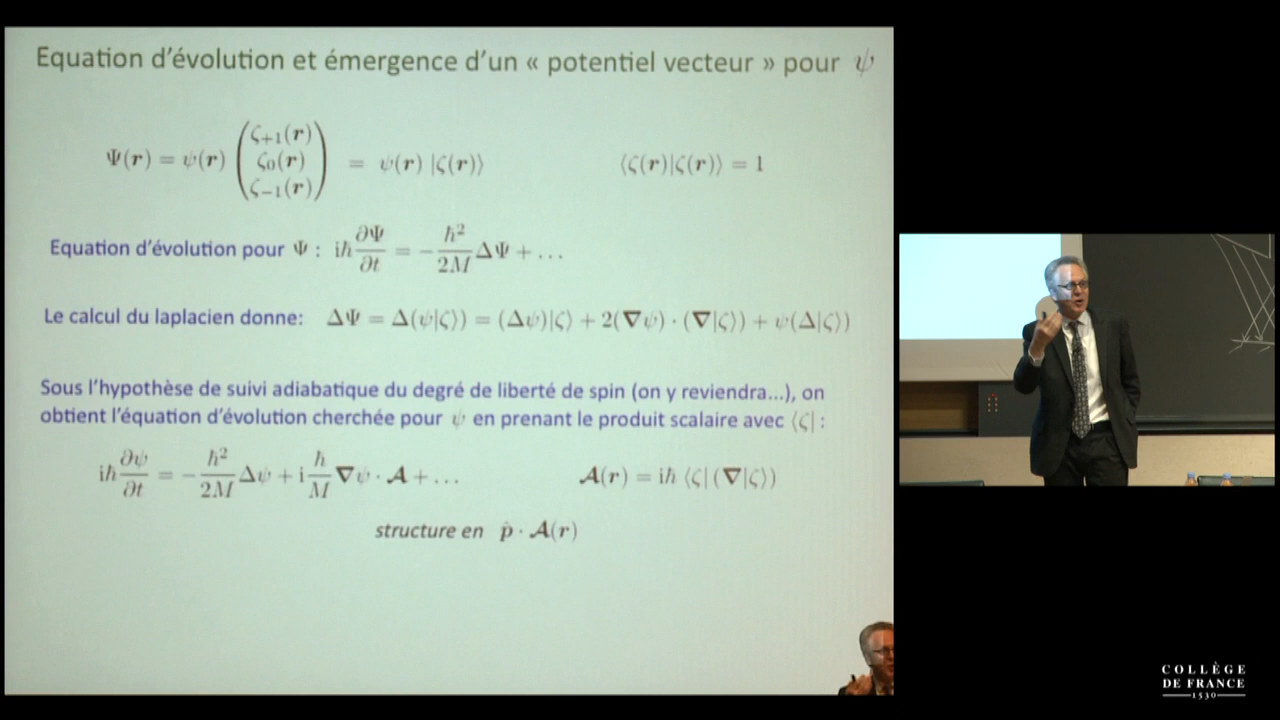 Equation d'évolution et émergence d'un « potentiel vecteur » pour ψ
Ψ(r) = ψ(r) (ζ+1(r) ζ0(r) ζ−1(r)) = ψ(r) |ζ(r)⟩ ⟨ζ(r)|ζ(r)⟩ = 1
Equation d'évolution pour Ψ : iħ ∂Ψ/∂t = −ħ²/2M ΔΨ + …
Le calcul du laplacien donne: ΔΨ = Δ(ψ|ζ⟩) = (Δψ)|ζ⟩ + 2(∇ψ) · (∇|ζ⟩) + ψ(Δ|ζ⟩)
Sous l'hypothèse de suivi adiabatique du degré de liberté de spin (on y reviendra...), on
obtient l'équation d'évolution cherchée pour ψ en prenant le produit scalaire avec ⟨ζ| :
iħ ∂ψ/∂t = −ħ²/2M Δψ + i ħ/M ∇ψ · A + … A(r) = iħ ⟨ζ| (∇|ζ⟩)
structure en p̂ · A(r)
COLLÈGE
DE FRANCE
1530